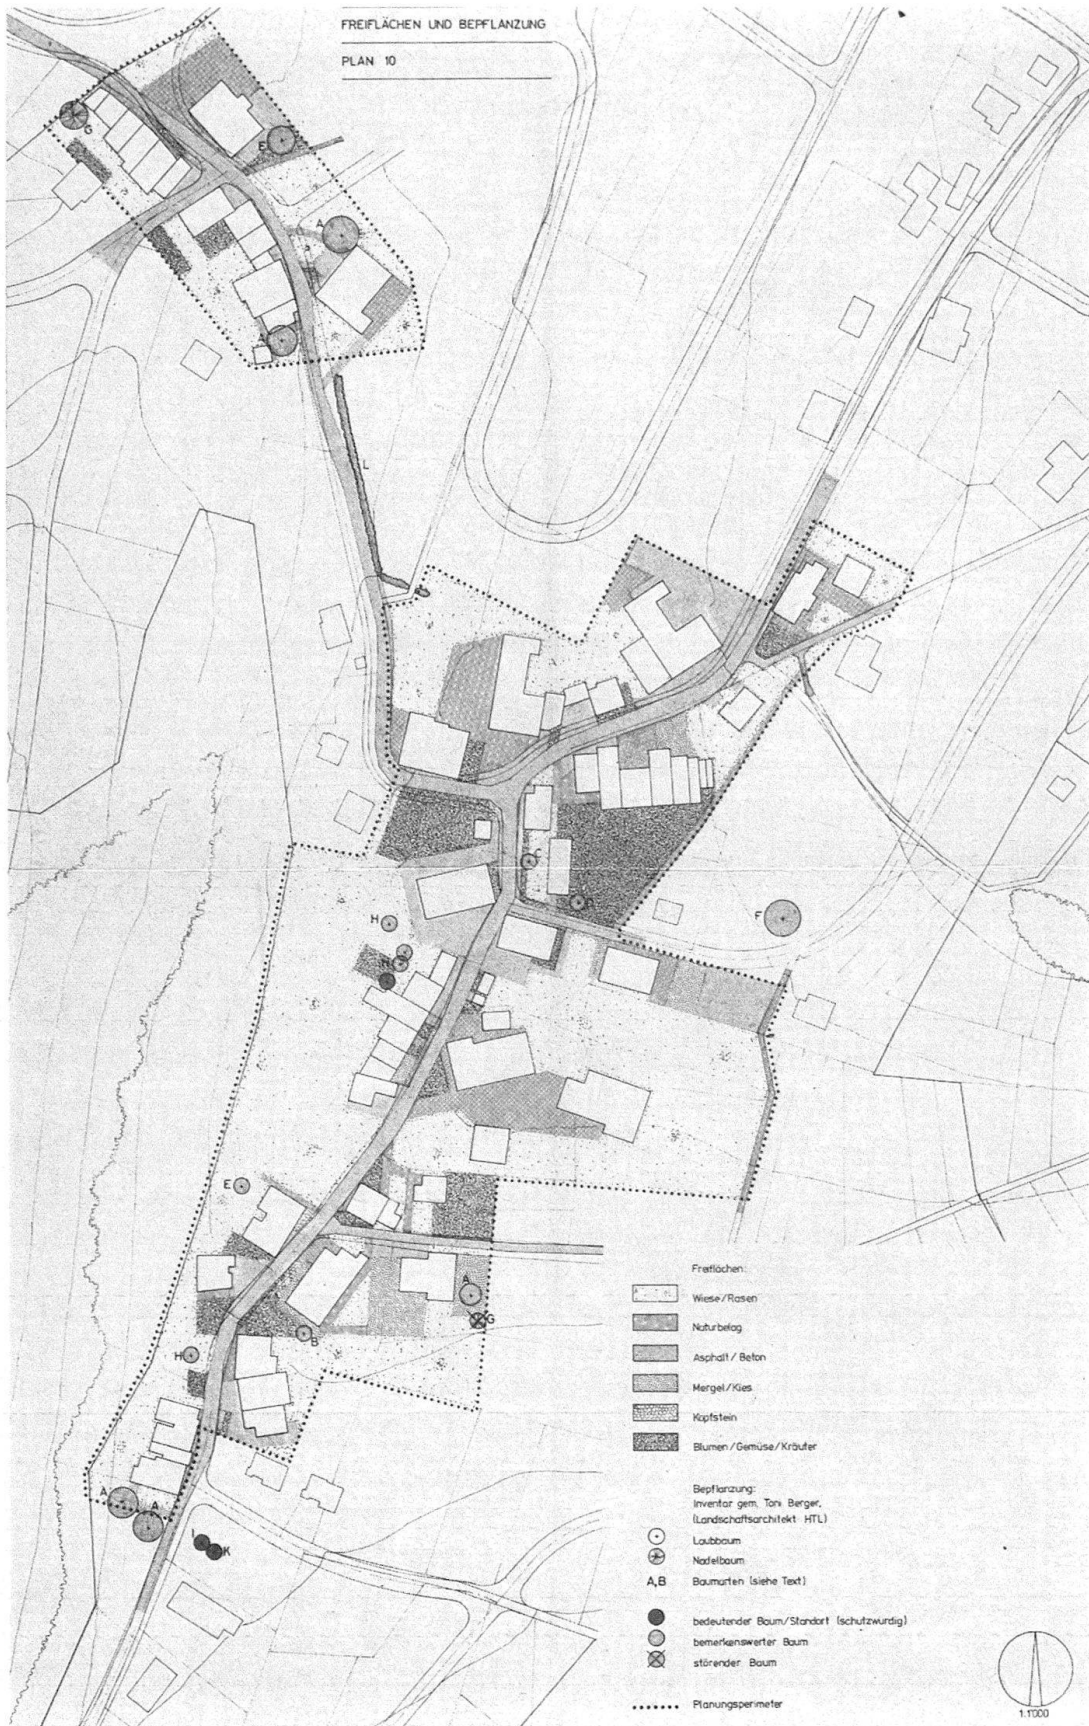 FREIFLÄCHEN UND BEPFLANZUNG
PLAN 10
G
E
A
A
L
C
D
F
H
N
E
A
G
B
H
A
A
I
K
Freiflächen:
Wiese/Rasen
Naturbelag
Asphalt/Beton
Mergel/Kies
Kopfstein
Blumen/Gemüse/Kräuter
Bepflanzung:
Inventar gem. Toni Berger,
(Landschaftsarchitekt HTL)
Laubbaum
Nadelbaum
A,B Baumarten (siehe Text)
bedeutender Baum/Standort (schutzwürdig)
bemerkenswerter Baum
störender Baum
Planungsperimeter
1:1'000